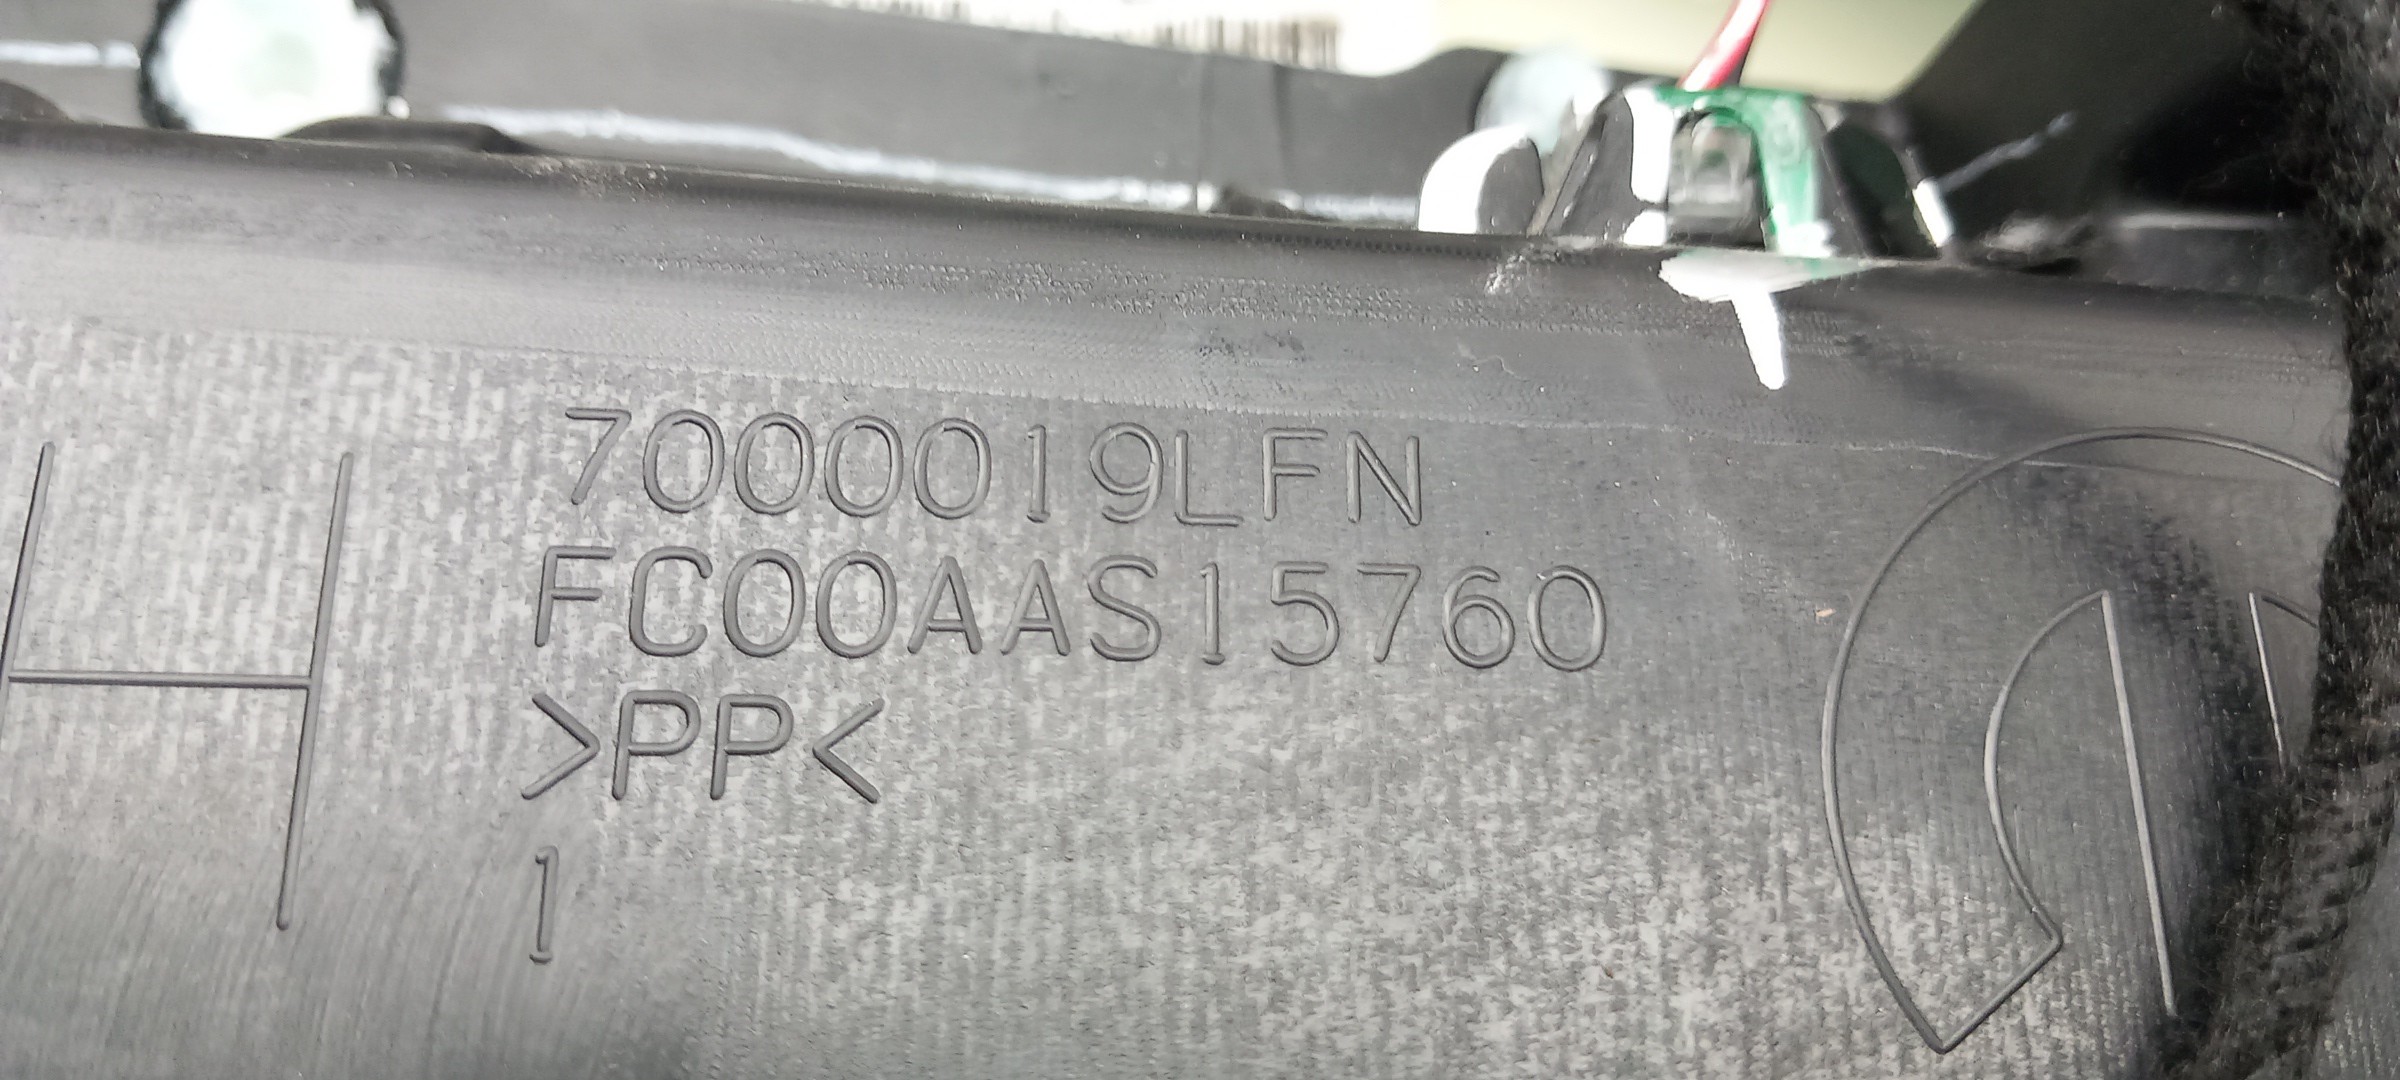 H
7000019LFN
FC00AAS15760
>PP<
1